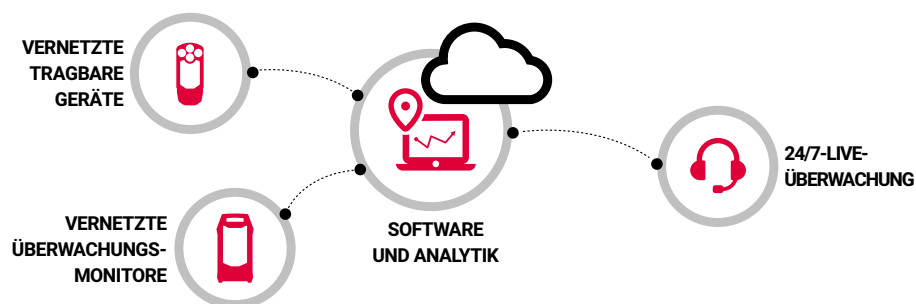 VERNETZTE
TRAGBARE
GERÄTE
VERNETZTE
ÜBERWACHUNGS-
MONITORE
SOFTWARE
UND ANALYTIK
24/7-LIVE-
ÜBERWACHUNG